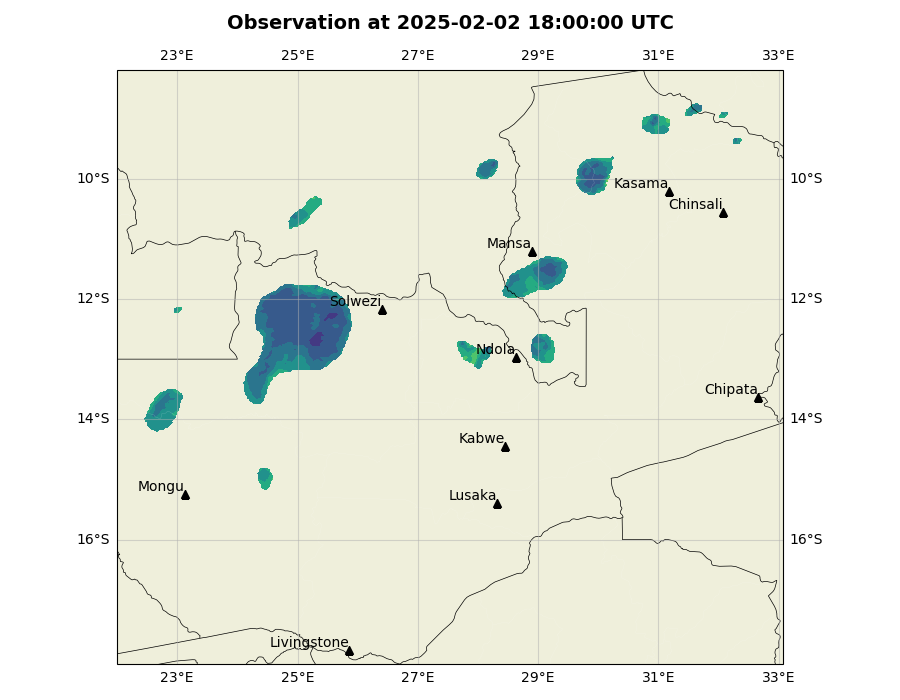 Observation at 2025-02-02 18:00:00 UTC
23°E 25°E 27°E 29°E 31°E 33°E
10°S 10°S
Kasama
Chinsali
Mansa
12°S 12°S
Solwezi
Ndola
Chipata
14°S 14°S
Kabwe
Mongu
Lusaka
16°S 16°S
Livingstone
23°E 25°E 27°E 29°E 31°E 33°E